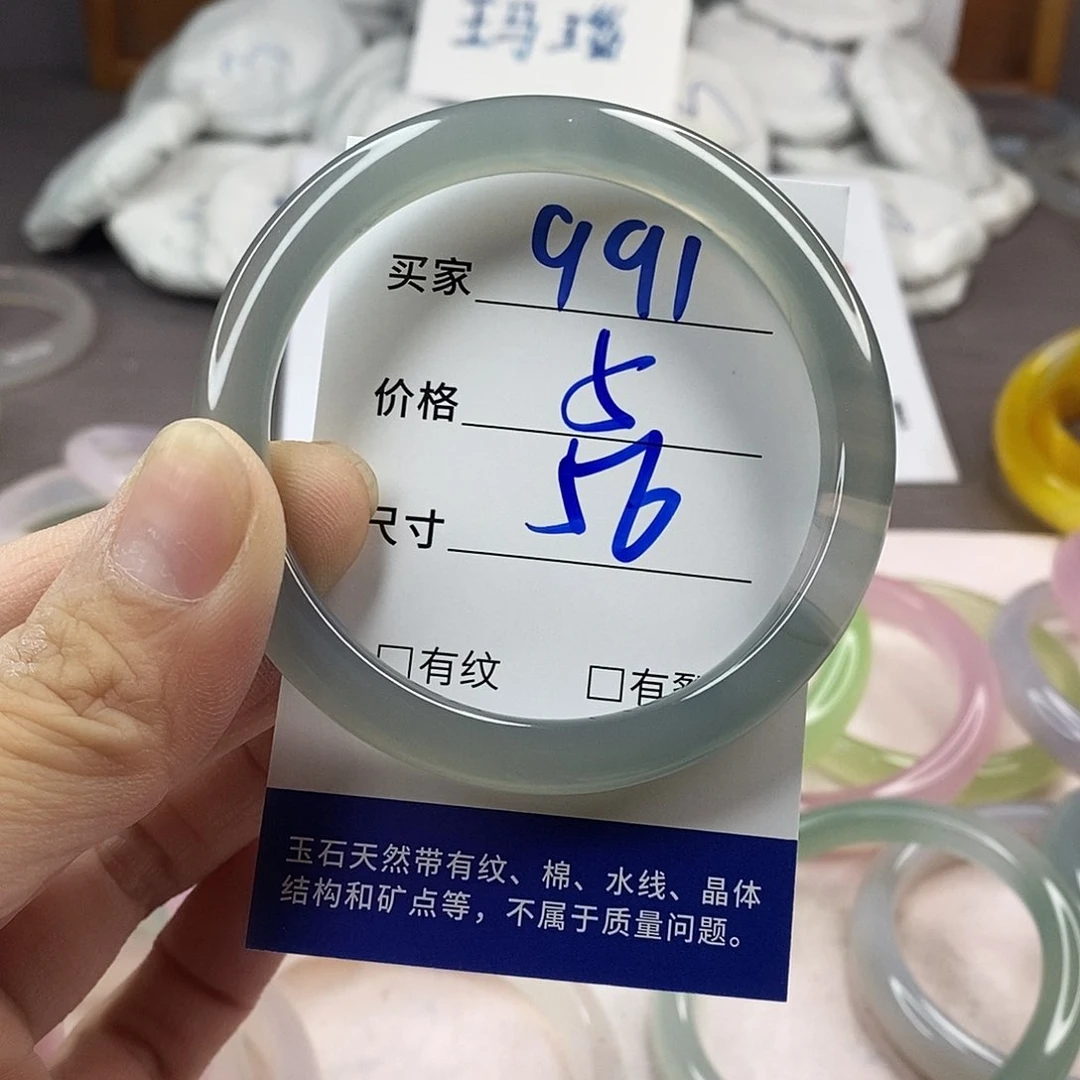 玛瑙
买家 991
价格 5
尺寸 56
□有纹 □有裂
玉石天然带有纹、棉、水线、晶体
结构和矿点等，不属于质量问题。